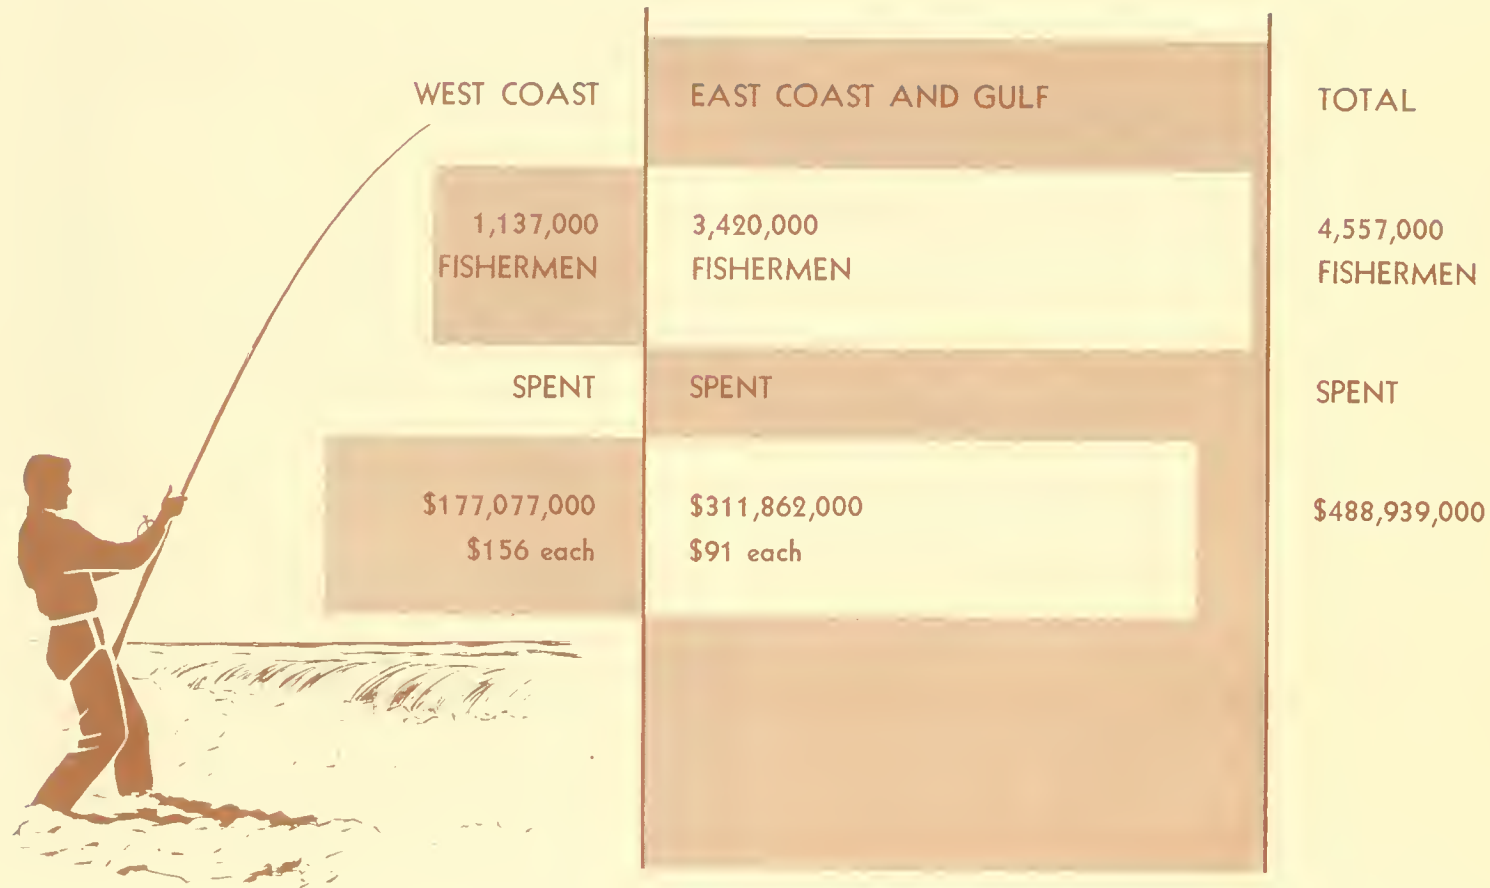 WEST COAST
EAST COAST AND GULF
TOTAL
1,137,000
FISHERMEN
3,420,000
FISHERMEN
4,557,000
FISHERMEN
SPENT
SPENT
SPENT
$177,077,000
$156 each
$311,862,000
$91 each
$488,939,000